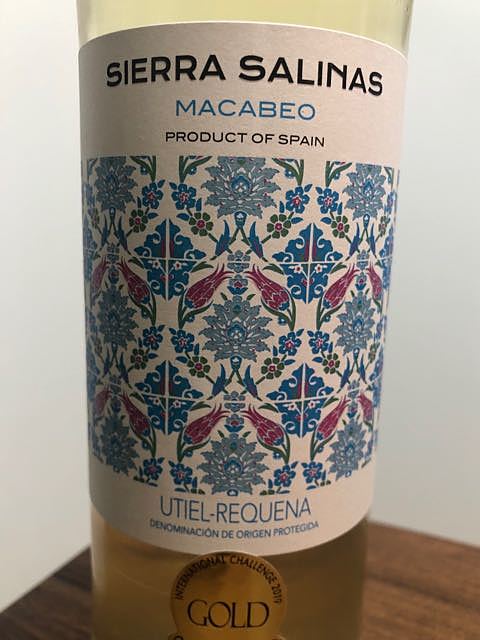 SIERRA SALINAS
MACABEO
PRODUCT OF SPAIN
UTIEL-REQUENA
DENOMINACIÓN DE ORIGEN PROTEGIDA
INTERNATIONAL CHALLENGE 2019
GOLD